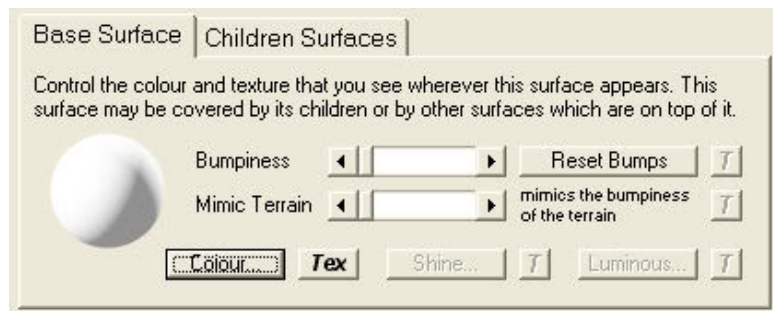 Base Surface Children Surfaces
Control the colour and texture that you see wherever this surface appears. This
surface may be covered by its children or by other surfaces which are on top of it.
Bumpiness Reset Bumps T
Mimic Terrain mimics the bumpiness
of the terrain T
Colour... Tex Shine... T Luminous... T